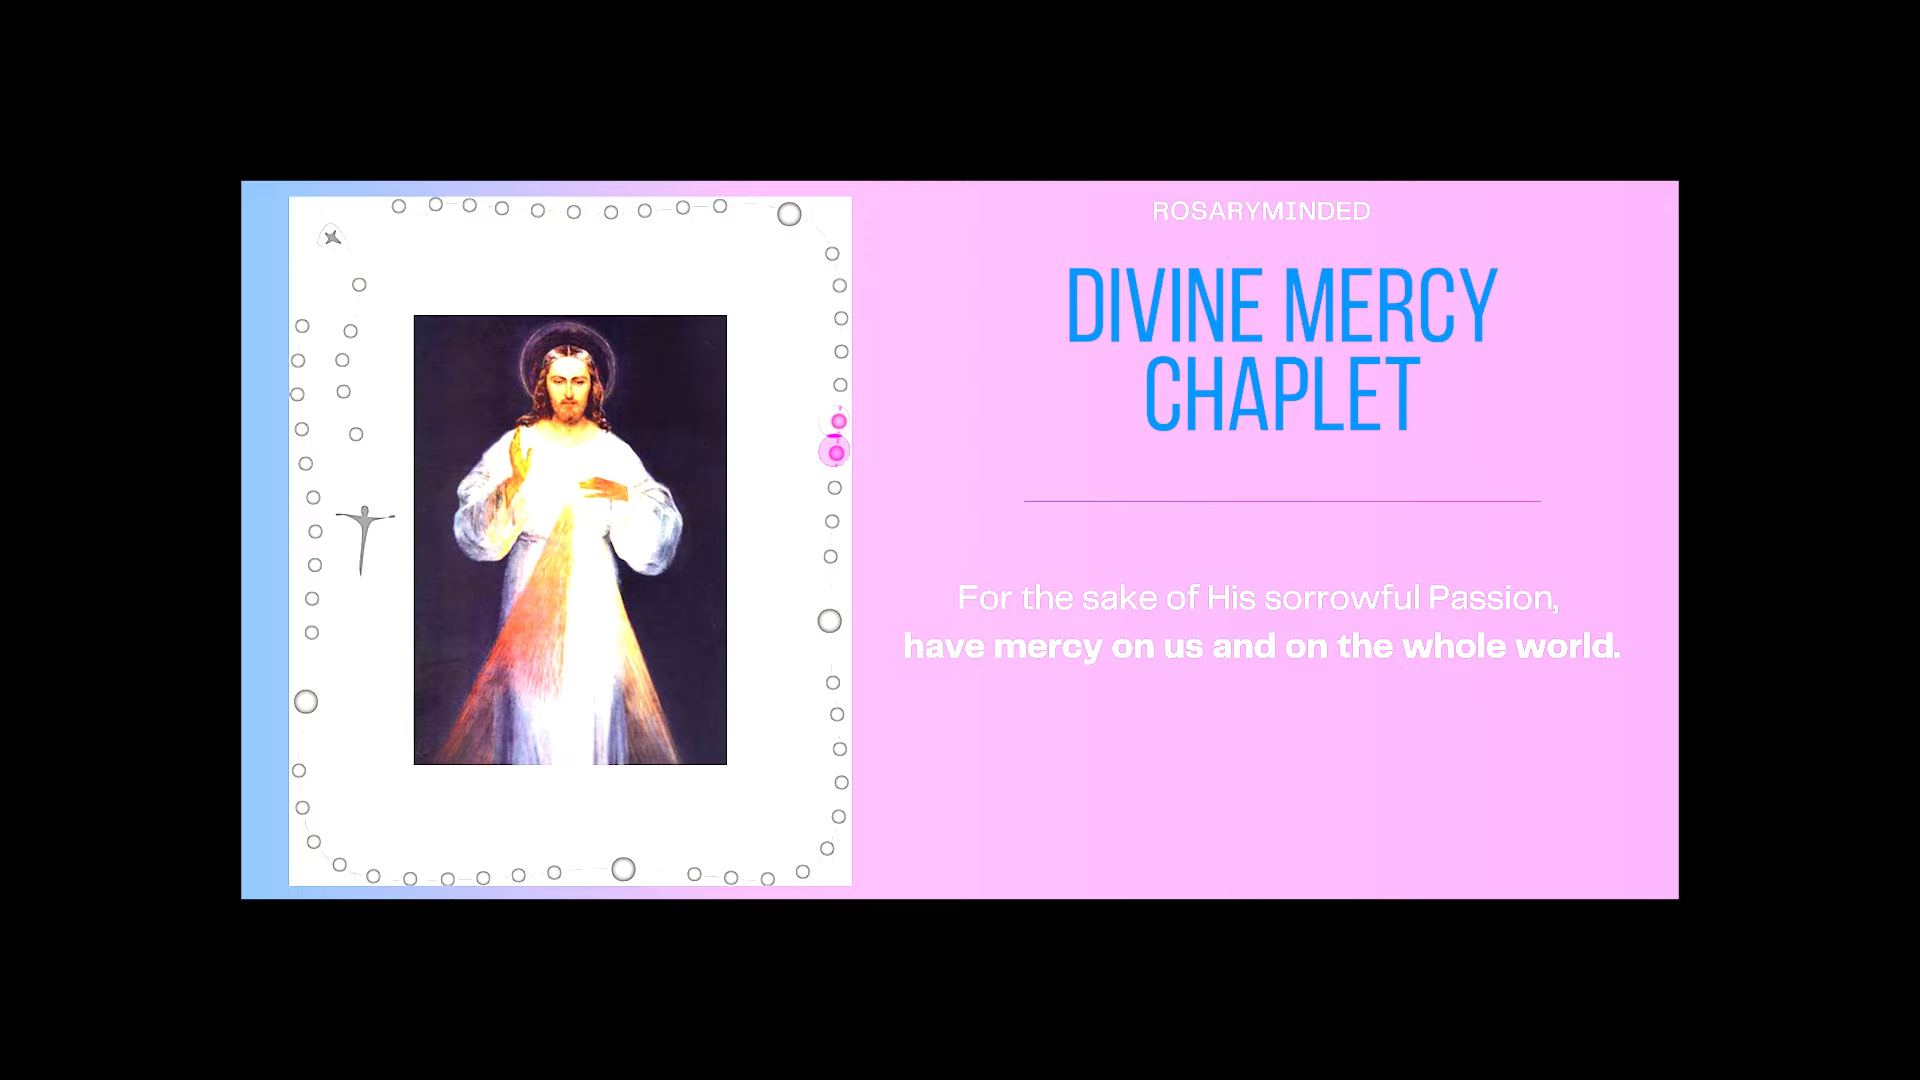 ROSARYMINDED
DIVINE MERCY
CHAPLET
For the sake of His sorrowful Passion,
have mercy on us and on the whole world.